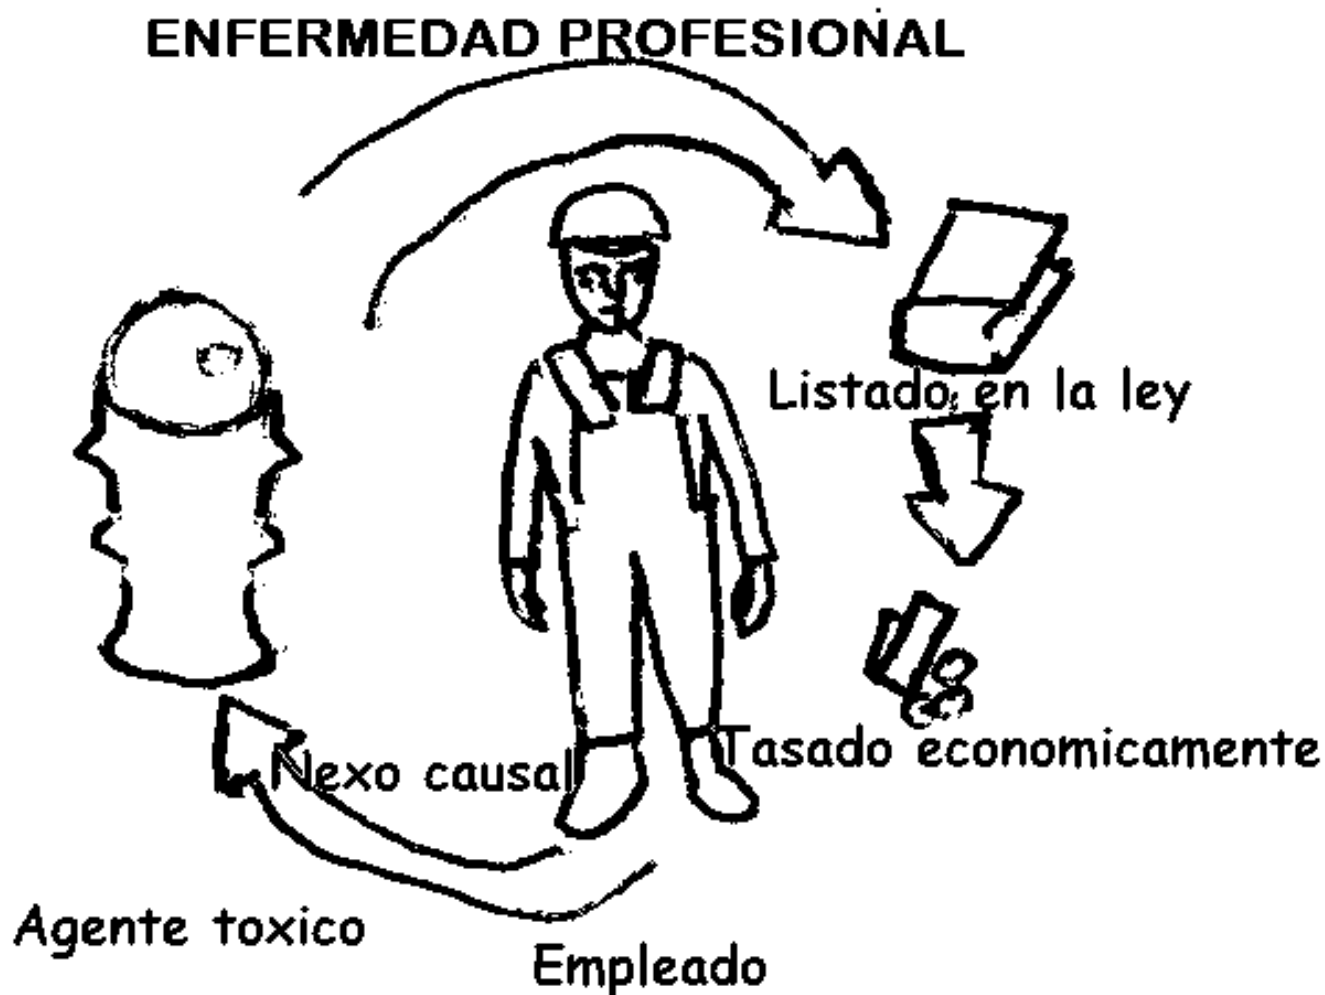 ENFERMEDAD PROFESIONAL
Listado en la ley
Tasado economicamente
Nexo causal
Agente toxico
Empleado